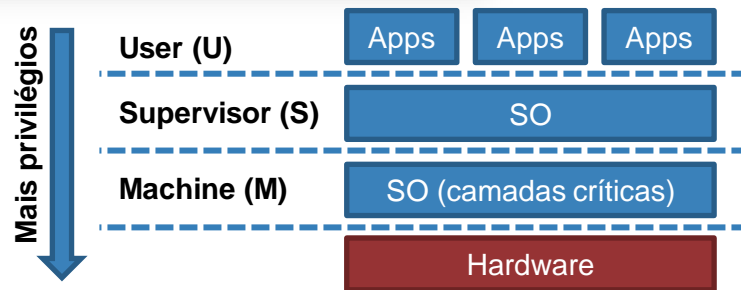 Mais privilégios
User (U)
Apps Apps Apps
Supervisor (S)
SO
Machine (M)
SO (camadas críticas)
Hardware